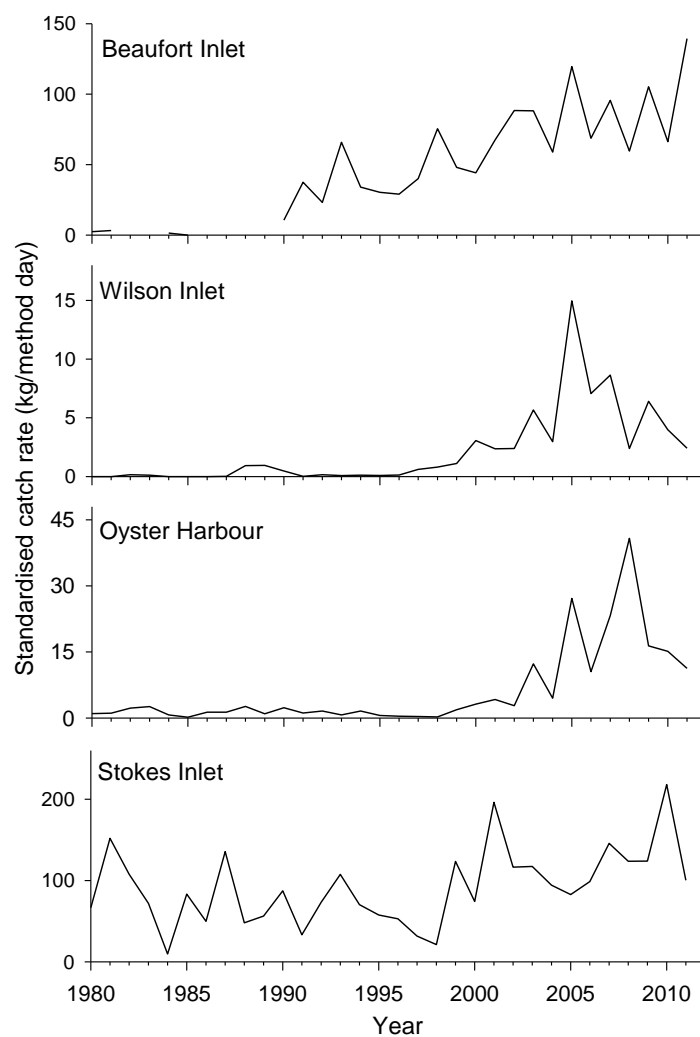 Standardised catch rate (kg/method day)
150
Beaufort Inlet
100
50
0
Wilson Inlet
15
10
5
0
45
Oyster Harbour
30
15
0
Stokes Inlet
200
100
0
1980 1985 1990 1995 2000 2005 2010
Year